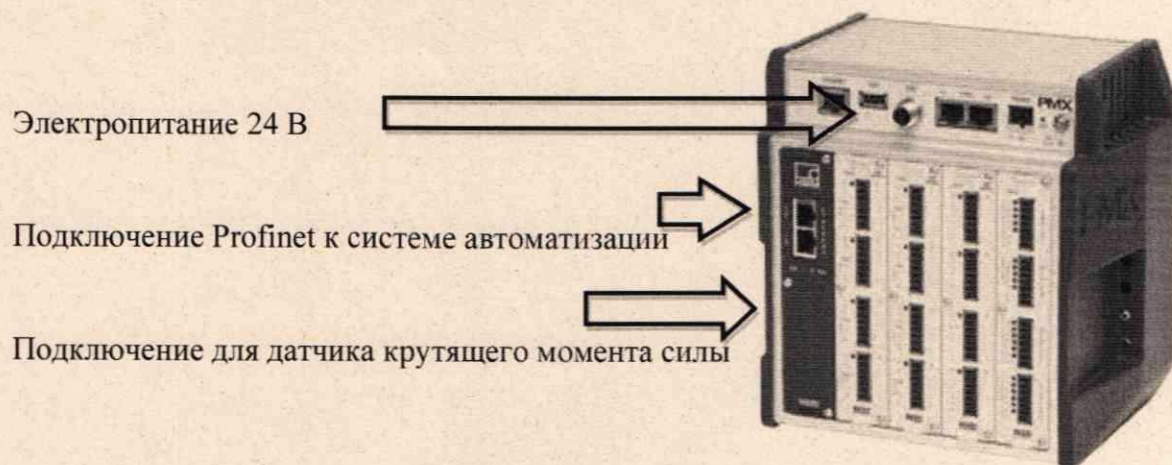 Электропитание 24 В
PMX
Подключение Profinet к системе автоматизации
Подключение для датчика крутящего момента силы